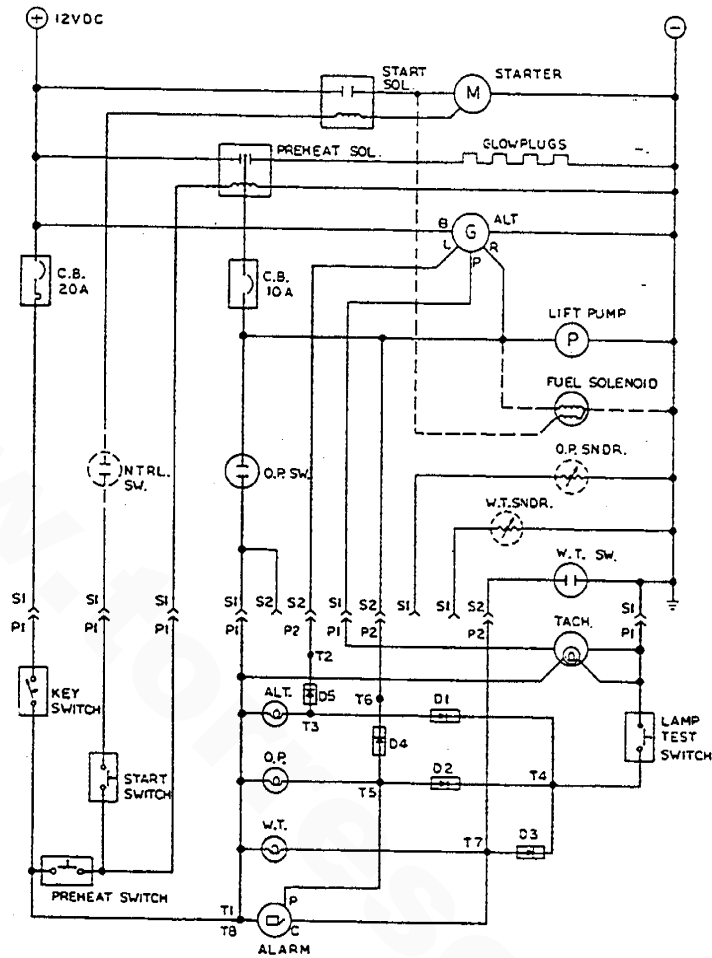 + 12VDC
-
START
SOL.
STARTER
M
PREHEAT SOL.
GLOWPLUGS
B
ALT
G
L
P
R
C.B.
20A
C.B.
10A
LIFT PUMP
P
FUEL SOLENOID
O.P. SNDR.
NTRL.
SW.
O.P. SW.
W.T. SNDR.
W.T. SW.
S1
S1
S1
S1
S2
S2
S1
S2
S1
S1
S2
S1
P1
P1
P1
P1
P2
P1
P2
P2
P1
TACH.
T2
KEY
SWITCH
D5
T6
D1
ALT.
T3
LAMP
TEST
SWITCH
D4
O.P.
D2
T4
START
SWITCH
T5
W.T.
T7
D3
PREHEAT SWITCH
P
T1
T8
C
ALARM
www.torrese